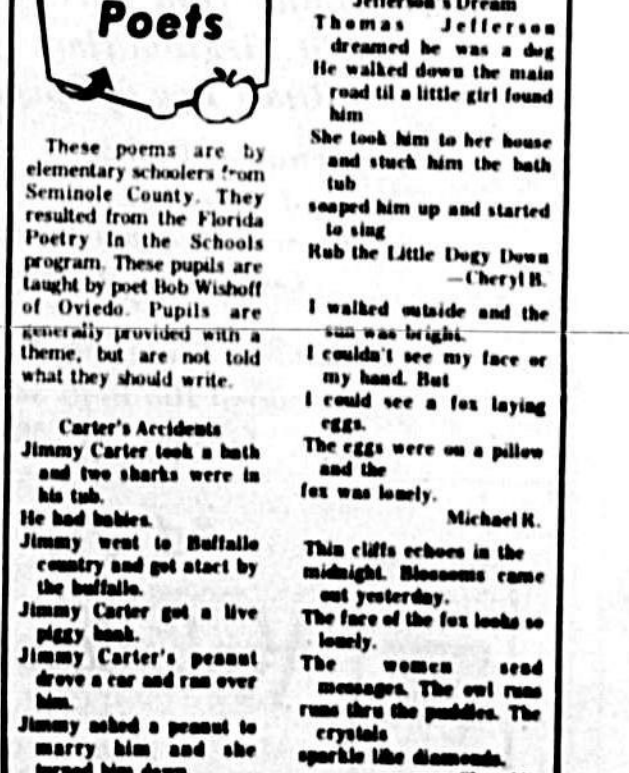 Poets
These poems are by
elementary schoolers from
Seminole County. They
resulted from the Florida
Poetry In the Schools
program. These pupils are
taught by poet Bob Wishoff
of Oviedo. Pupils are
generally provided with a
theme, but are not told
what they should write.
Carter's Accidents
Jimmy Carter took a bath
and two sharks were in
his tub.
He had babies.
Jimmy went to Buffallo
country and got atact by
the buffallo.
Jimmy Carter got a live
piggy bank.
Jimmy Carter's peanut
drove a car and ran over
him.
Jimmy asked a peanut to
marry him and she
turned him down
Jefferson's Dream
Thomas Jefferson
dreamed he was a dog
He walked down the main
road til a little girl found
him
She took him to her house
and stuck him the bath
tub
soaped him up and started
to sing
Rub the Little Dogy Down
—Cheryl B.
I walked outside and the
sun was bright.
I couldn't see my face or
my hand. But
I could see a fox laying
eggs.
The eggs were on a pillow
and the
fox was lonely.
Michael R.
Thin cliffs echoes in the
midnight. Blossoms came
out yesterday.
The face of the fox looks so
lonely.
The women send
messages. The owl runs
runs thru the puddles. The
crystals
sparkle like diamonds.